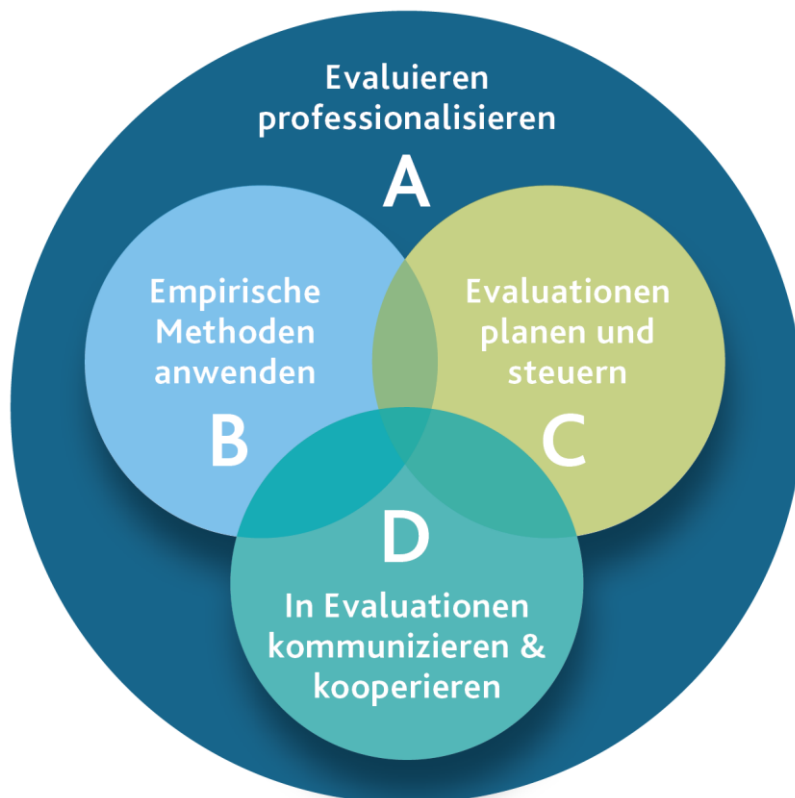 Evaluieren
professionalisieren
A
Empirische
Methoden
anwenden
B
Evaluationen
planen und
steuern
C
D
In Evaluationen
kommunizieren &
kooperieren